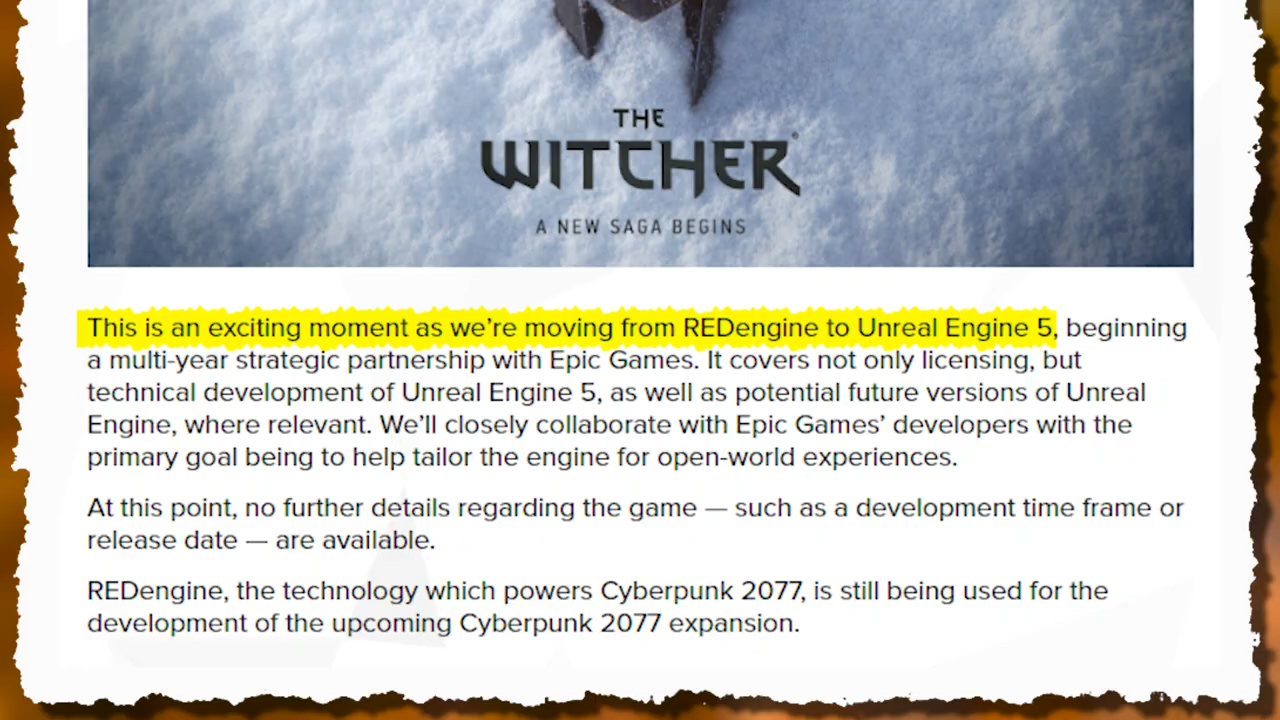 THE
WITCHER®
A NEW SAGA BEGINS
This is an exciting moment as we’re moving from REDengine to Unreal Engine 5, beginning
a multi-year strategic partnership with Epic Games. It covers not only licensing, but
technical development of Unreal Engine 5, as well as potential future versions of Unreal
Engine, where relevant. We’ll closely collaborate with Epic Games’ developers with the
primary goal being to help tailor the engine for open-world experiences.
At this point, no further details regarding the game — such as a development time frame or
release date — are available.
REDengine, the technology which powers Cyberpunk 2077, is still being used for the
development of the upcoming Cyberpunk 2077 expansion.